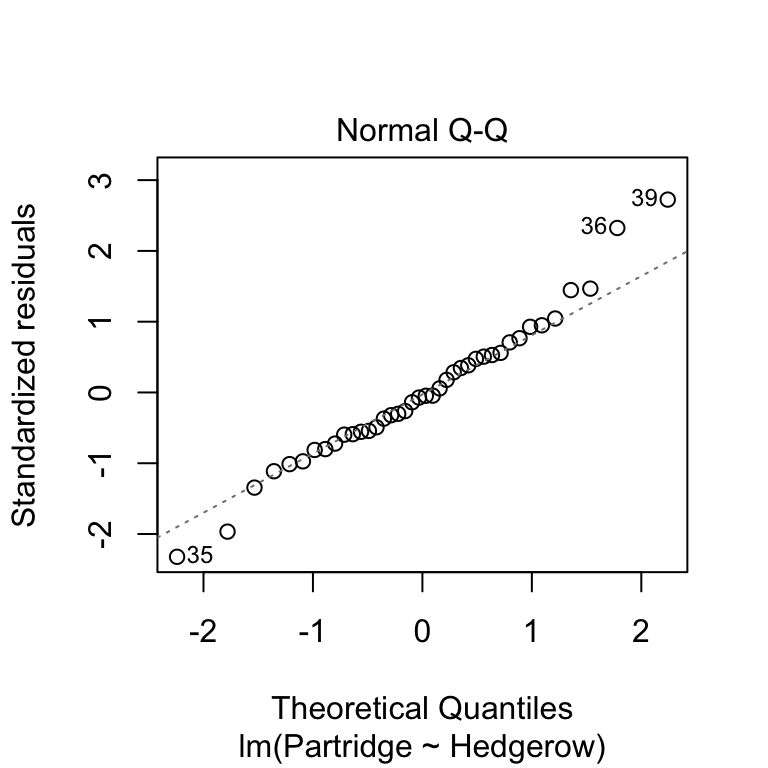 Normal Q-Q
3
2
1
0
-1
-2
Standardized residuals
39
36
35
-2 -1 0 1 2
Theoretical Quantiles
lm(Partridge ~ Hedgerow)